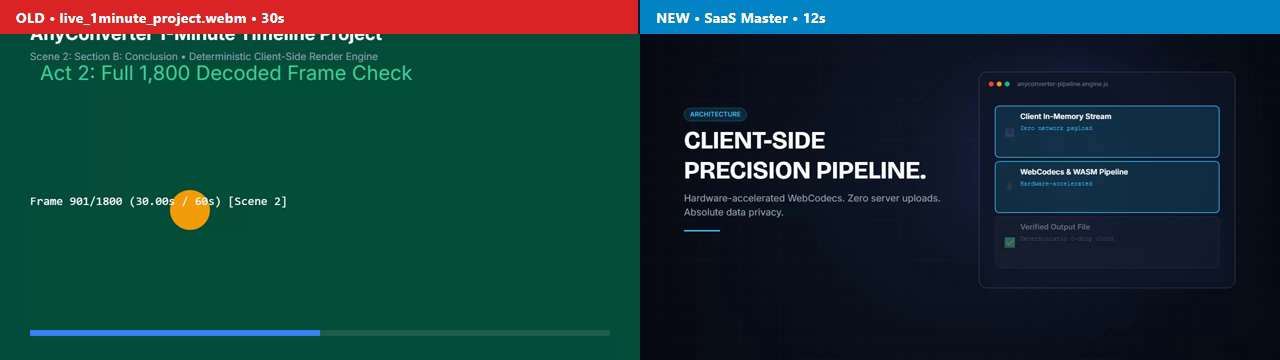 OLD • live_1minute_project.webm • 30s
AnyConverter 1-Minute Timeline Project
Scene 2: Section B: Conclusion • Deterministic Client-Side Render Engine
Act 2: Full 1,800 Decoded Frame Check
Frame 901/1800 (30.00s / 60s) [Scene 2]
NEW • SaaS Master • 12s
ARCHITECTURE
CLIENT-SIDE
PRECISION PIPELINE.
Hardware-accelerated WebCodecs. Zero server uploads.
Absolute data privacy.
anyconverter-pipeline.engine.js
Client In-Memory Stream
Zero network payload
WebCodecs & WASM Pipeline
Hardware-accelerated
Verified Output File
Deterministic 0-drop clock